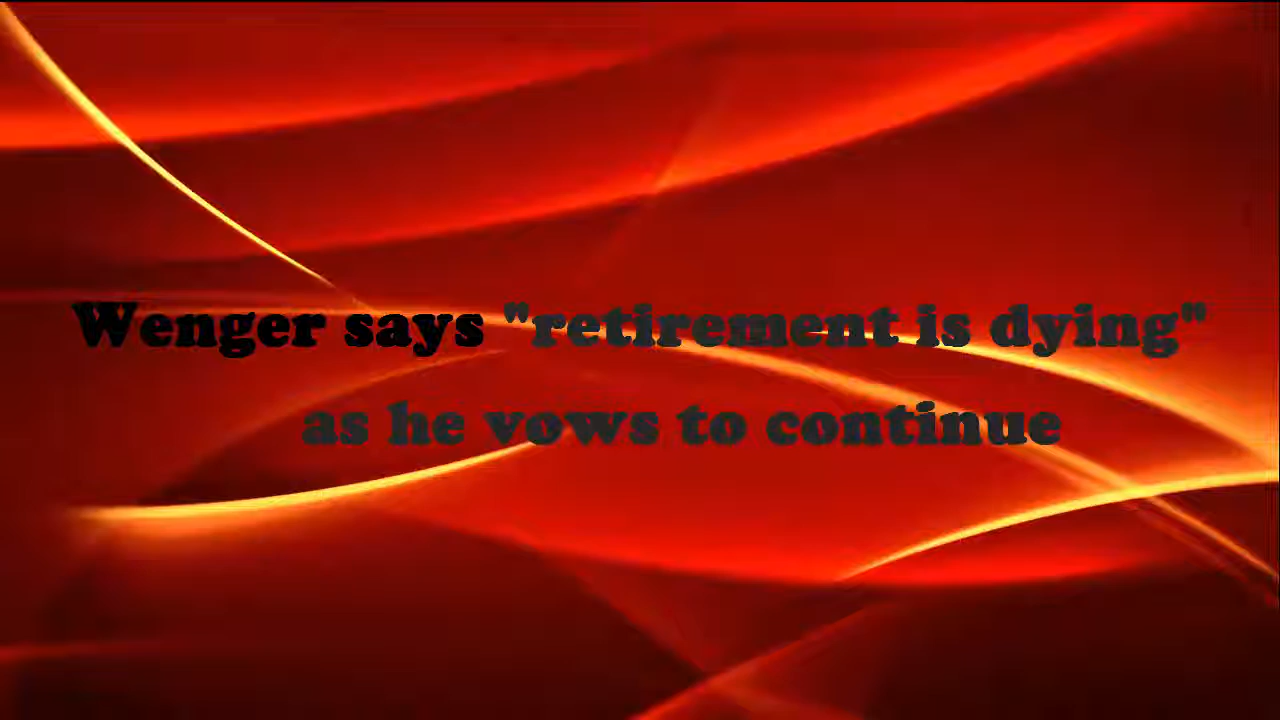 Wenger says "retirement is dying"
as he vows to continue